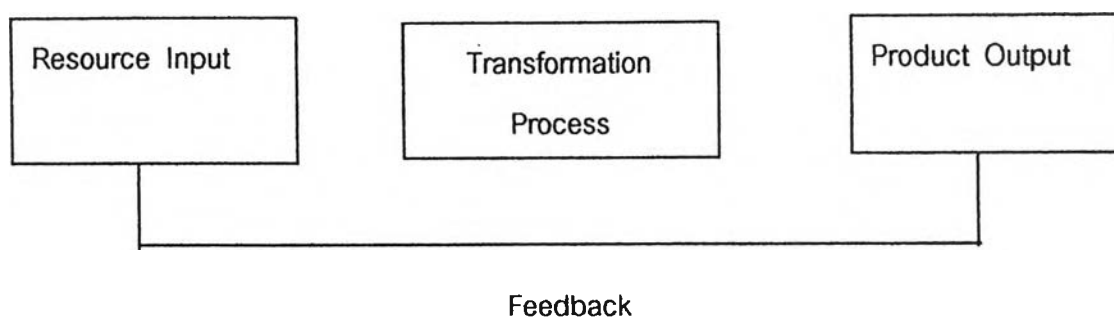 Resource Input
Transformation
Process
Product Output
Feedback